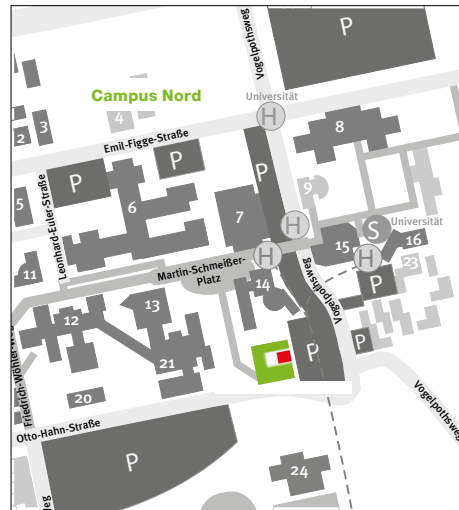 P
Vogelpothsweg
Campus Nord
Universität
H
4
3
2
8
Emil-Figge-Straße
P
P
P
9
5
Leonhard-Euler-Straße
6
7
H
S
Universität
15
16
11
H
H
23
Martin-Schmeißer-
Platz
14
P
13
12
Vogelpothsweg
Friedrich-Wöhler-Weg
21
P
P
20
Otto-Hahn-Straße
Vogelpothsweg
P
24
Weg